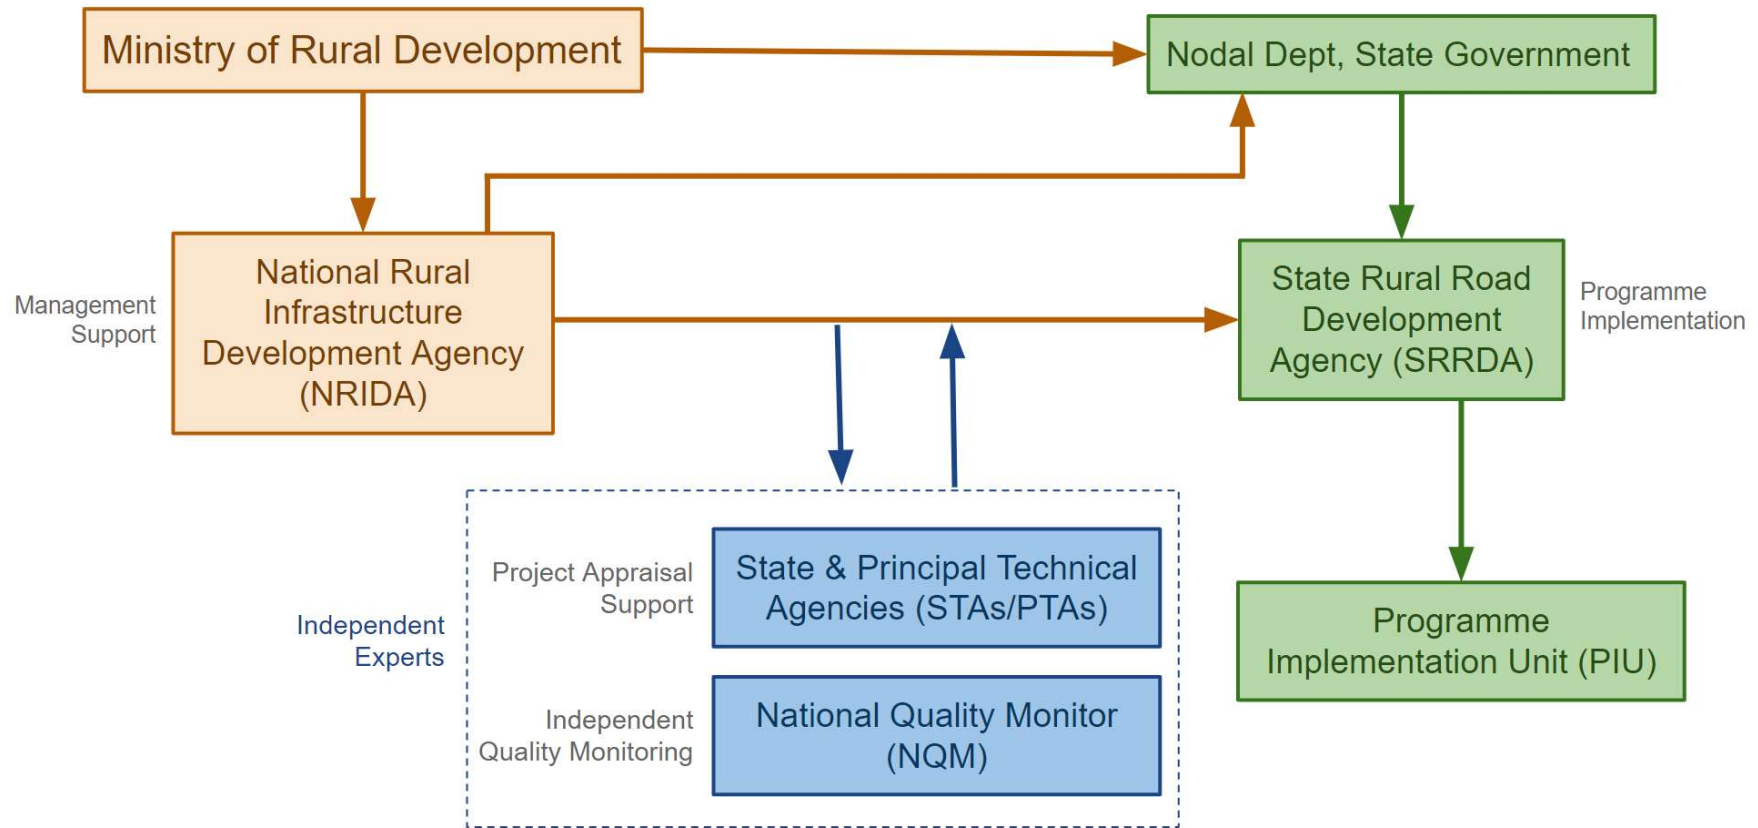 Ministry of Rural Development
Nodal Dept, State Government
Management
Support
National Rural
Infrastructure
Development Agency
(NRIDA)
State Rural Road
Development
Agency (SRRDA)
Programme
Implementation
Independent
Experts
Project Appraisal
Support
State & Principal Technical
Agencies (STAs/PTAs)
Independent
Quality Monitoring
National Quality Monitor
(NQM)
Programme
Implementation Unit (PIU)